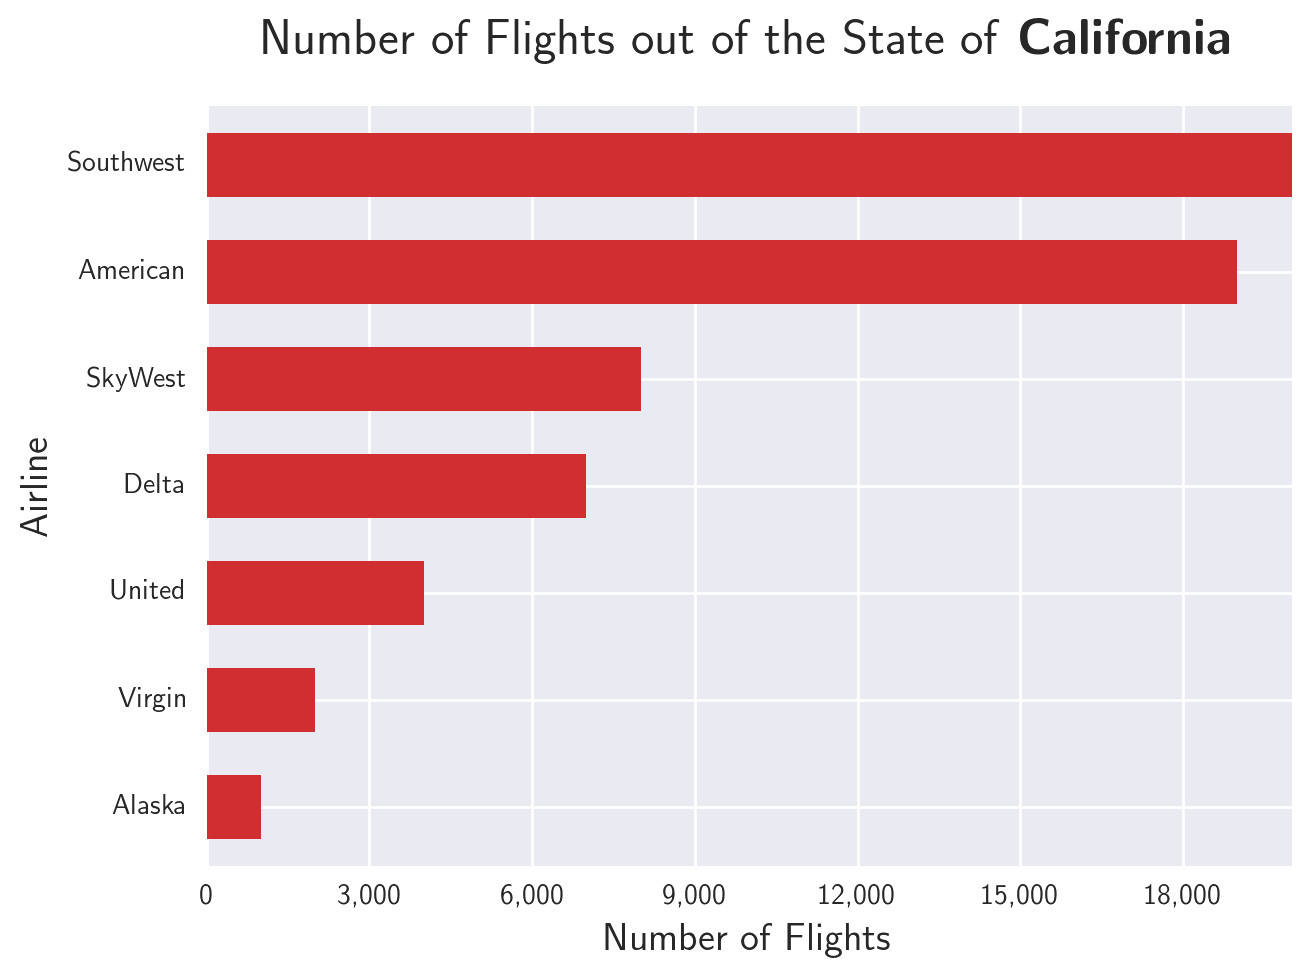 Number of Flights out of the State of California
Southwest
American
SkyWest
Delta
United
Virgin
Alaska
Airline
0 3,000 6,000 9,000 12,000 15,000 18,000
Number of Flights